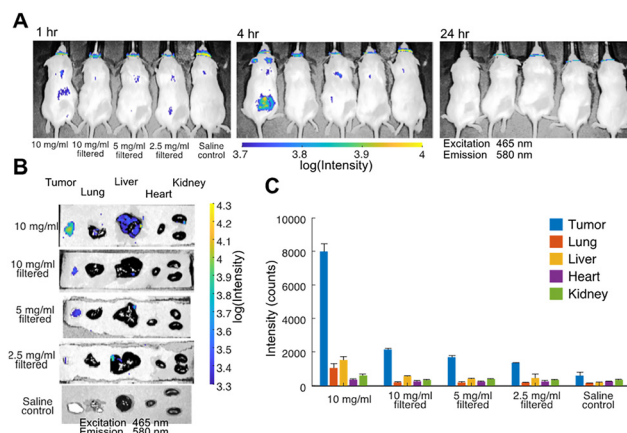 A
1 hr
4 hr
24 hr
10 mg/ml
10 mg/ml filtered
5 mg/ml filtered
2.5 mg/ml filtered
Saline control
3.7
3.8
3.9
4
log(Intensity)
Excitation 465 nm
Emission 580 nm
B
Tumor
Lung
Liver
Heart
Kidney
10 mg/ml
10 mg/ml
filtered
5 mg/ml
filtered
2.5 mg/ml
filtered
Saline
control
4.3
4.2
4.1
4
3.9
3.8
3.7
3.6
3.5
3.4
3.3
log(Intensity)
Excitation 465 nm
Emission 580 nm
C
Intensity (counts)
10000
8000
6000
4000
2000
0
Tumor
Lung
Liver
Heart
Kidney
10 mg/ml
10 mg/ml
filtered
5 mg/ml
filtered
2.5 mg/ml
filtered
Saline
control